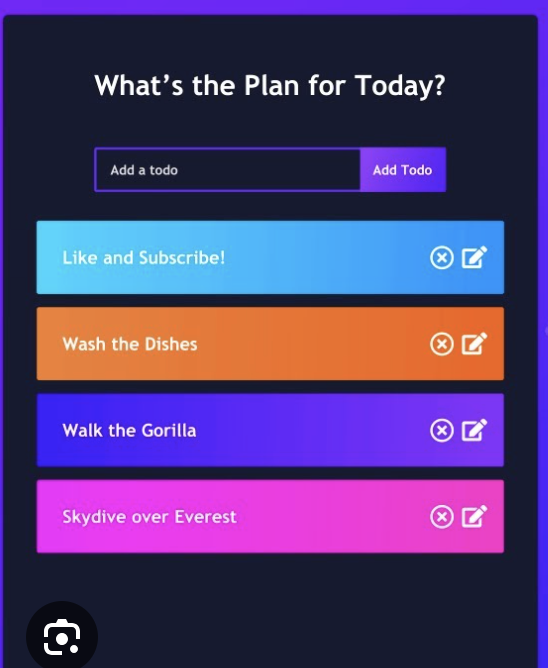 What's the Plan for Today?
Add a todo
Add Todo
Like and Subscribe!
Wash the Dishes
Walk the Gorilla
Skydive over Everest